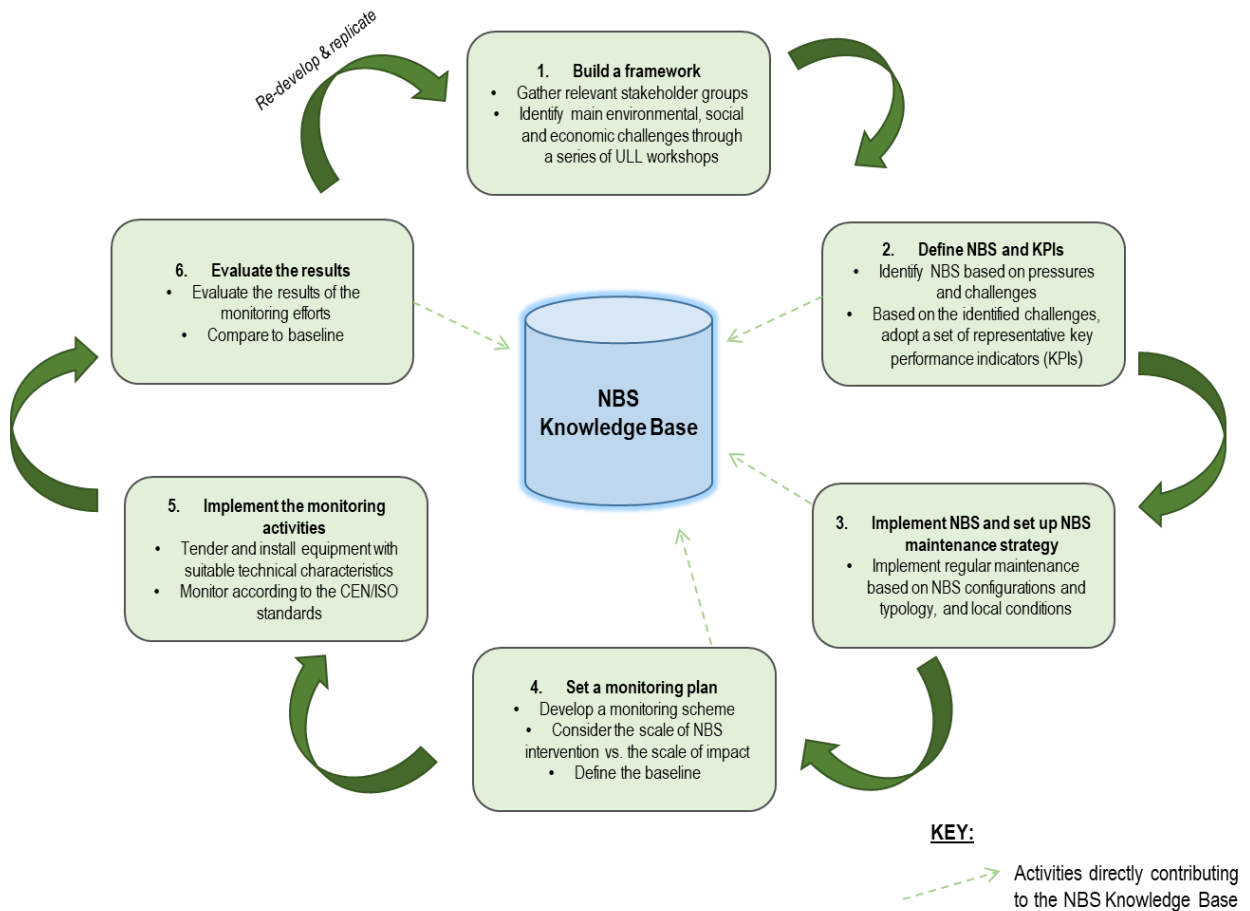 Re-develop & replicate
1. Build a framework
• Gather relevant stakeholder groups
• Identify main environmental, social
and economic challenges through
a series of ULL workshops
2. Define NBS and KPIs
• Identify NBS based on pressures
and challenges
• Based on the identified challenges,
adopt a set of representative key
performance indicators (KPIs)
6. Evaluate the results
• Evaluate the results of the
monitoring efforts
• Compare to baseline
NBS
Knowledge Base
5. Implement the monitoring
activities
• Tender and install equipment with
suitable technical characteristics
• Monitor according to the CEN/ISO
standards
3. Implement NBS and set up NBS
maintenance strategy
• Implement regular maintenance
based on NBS configurations and
typology, and local conditions
4. Set a monitoring plan
• Develop a monitoring scheme
• Consider the scale of NBS
intervention vs. the scale of impact
• Define the baseline
KEY:
Activities directly contributing
to the NBS Knowledge Base